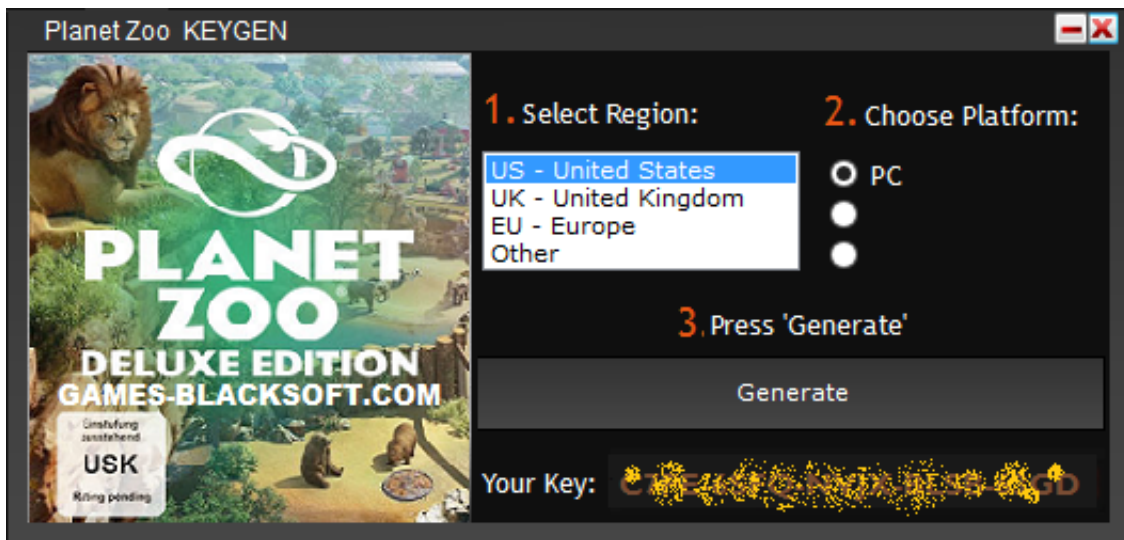 Planet Zoo KEYGEN
PLANET
ZOO
DELUXE EDITION
GAMES-BLACKSOFT.COM
Einstufung
ausstehend
USK
Rating pending
1. Select Region:
US - United States
UK - United Kingdom
EU - Europe
Other
2. Choose Platform:
PC
3. Press 'Generate'
Generate
Your Key: